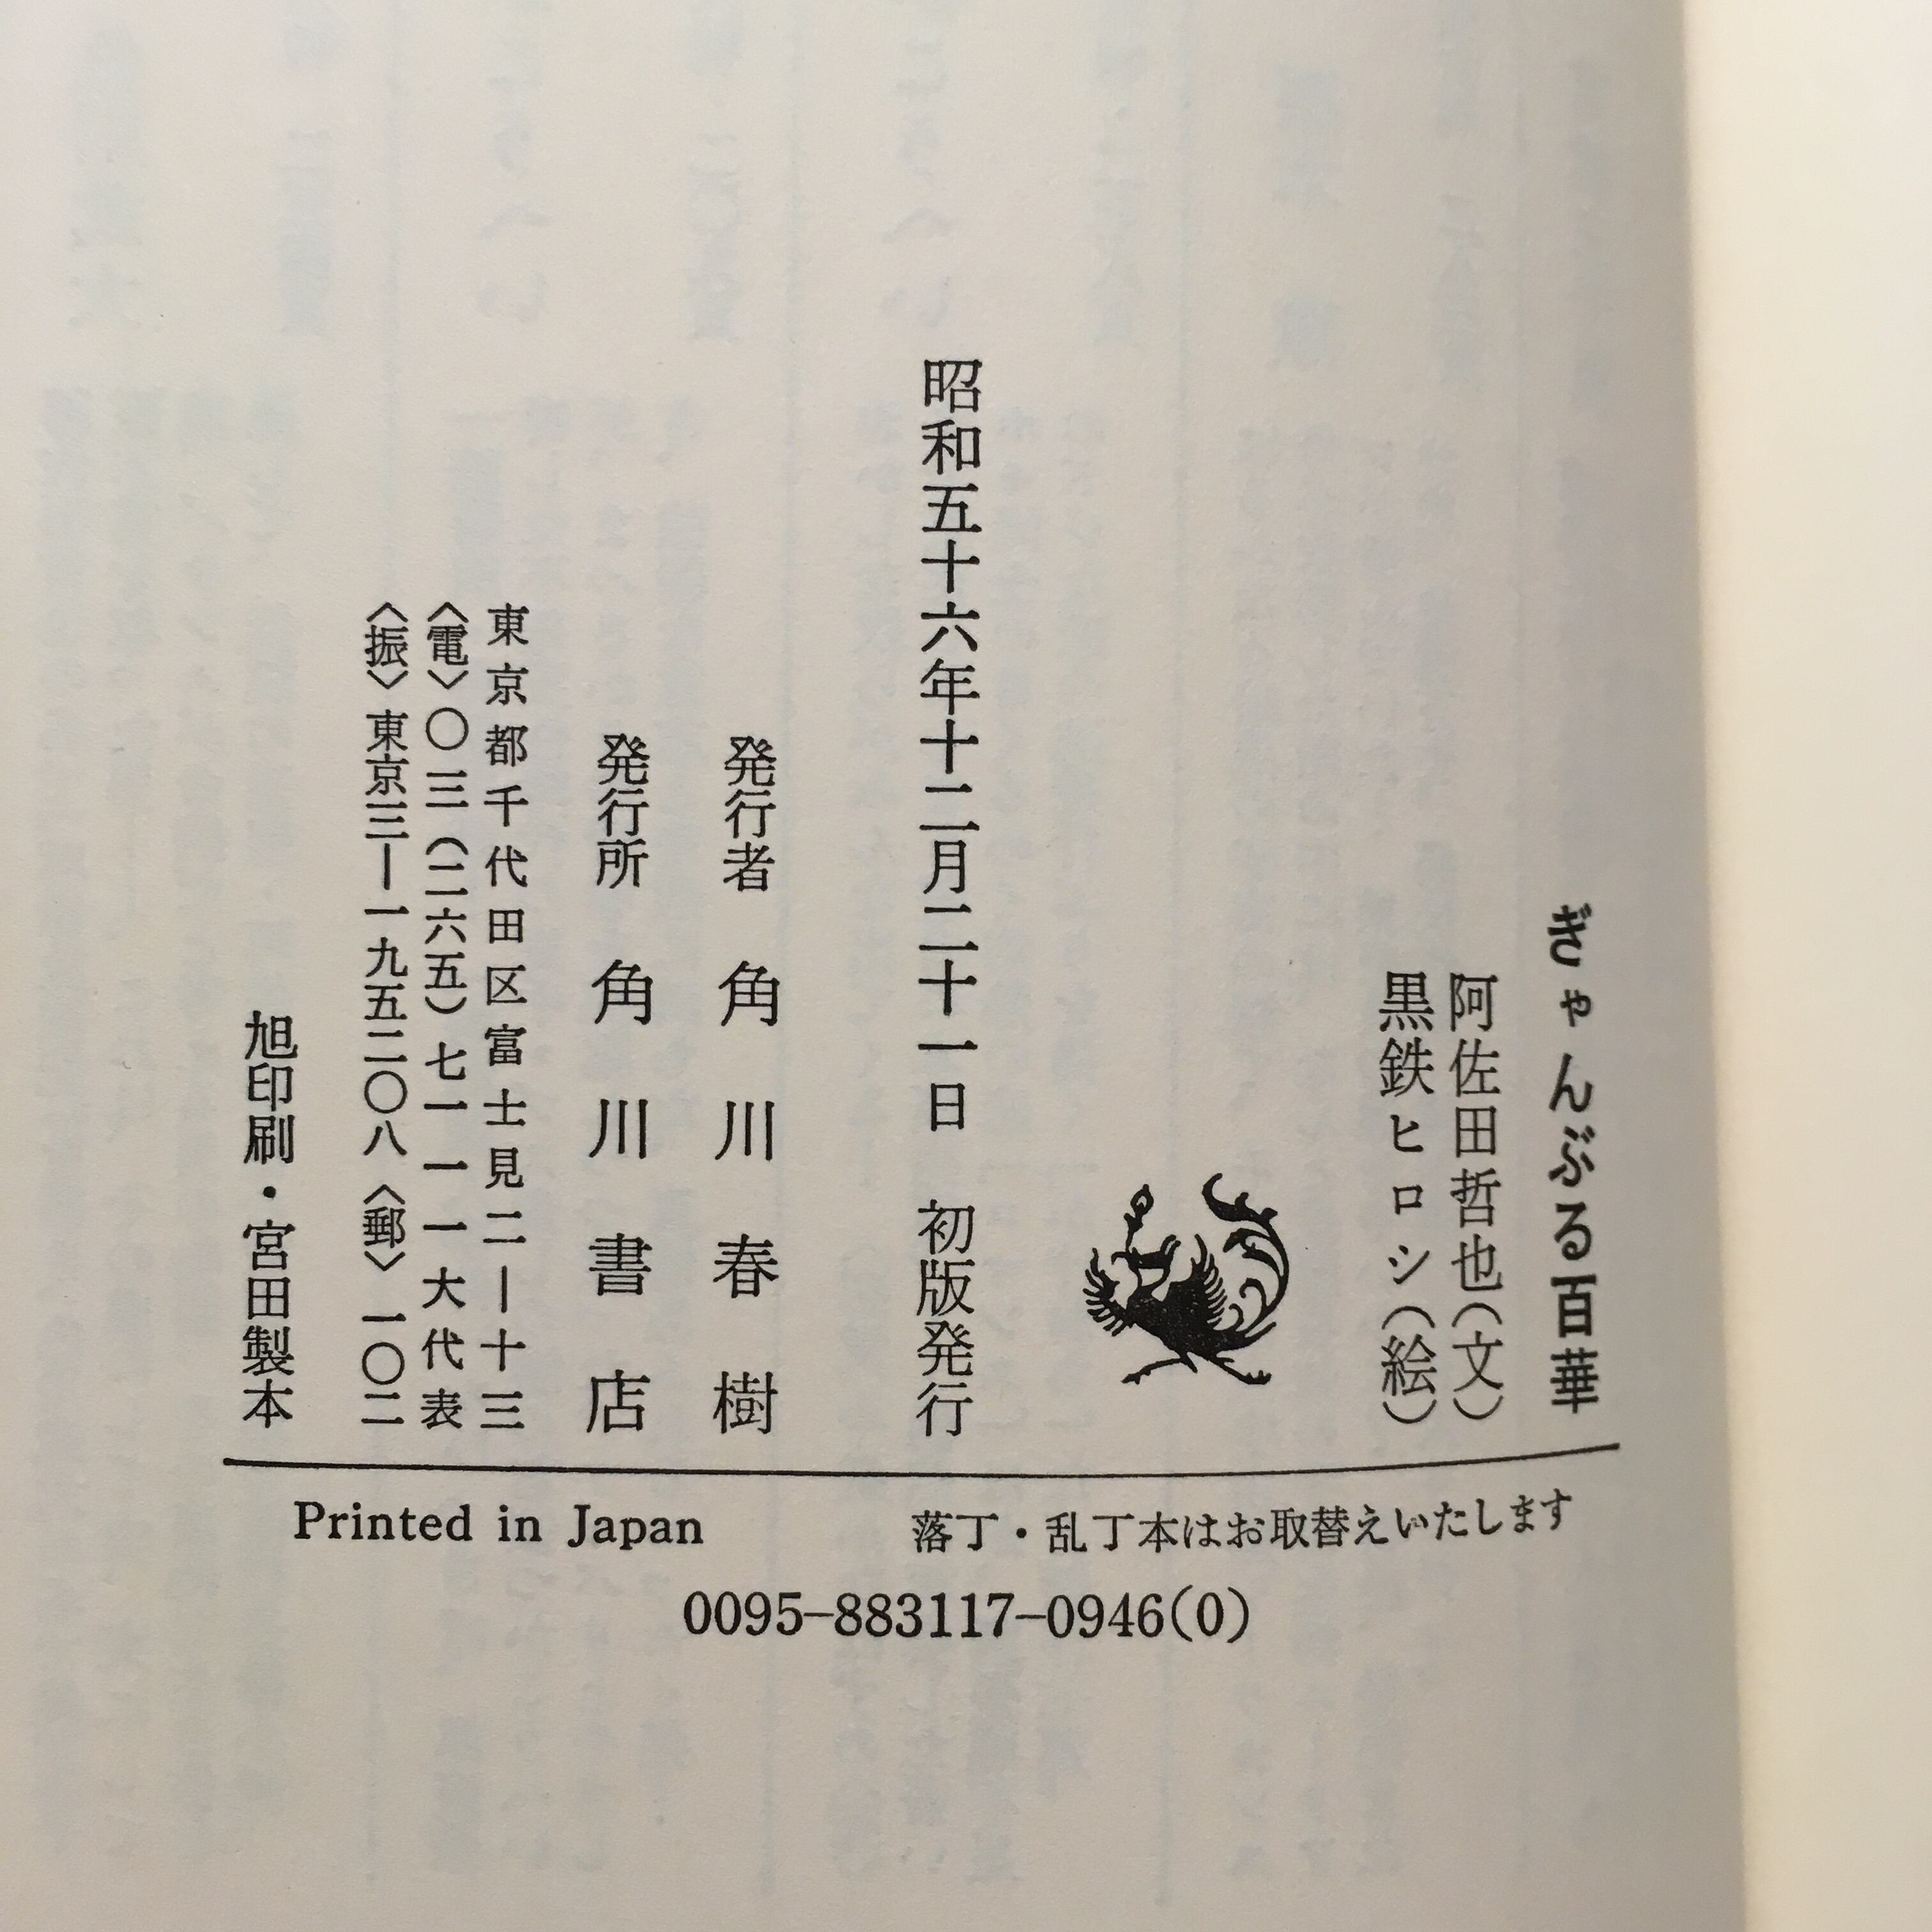 ぎゃんぶる百華
阿佐田哲也(文)
黒鉄ヒロシ(絵)
昭和五十六年十二月二十一日 初版発行
発行者 角川春樹
発行所 角川書店
東京都千代田区富士見二ー十三
〈電〉〇三(二六五)七一一一大代表
〈振〉東京三ー一九五二〇八〈郵〉一〇二
旭印刷・宮田製本
落丁・乱丁本はお取替えいたします
Printed in Japan
0095-883117-0946(0)